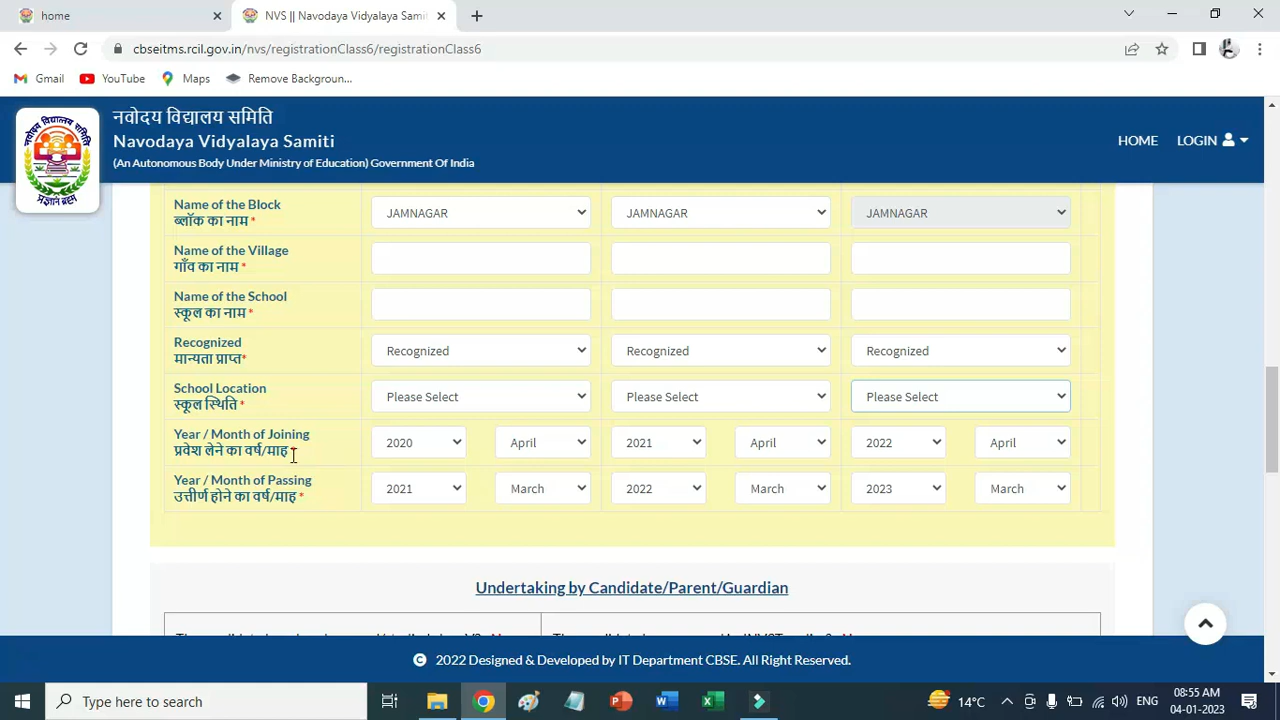 home
NVS || Navodaya Vidyalaya Samiti
cbseitms.rcil.gov.in/nvs/registrationClass6/registrationClass6
Gmail YouTube Maps Remove Backgroun...
नवोदय विद्यालय समिति
Navodaya Vidyalaya Samiti
(An Autonomous Body Under Ministry of Education) Government Of India
HOME LOGIN
Name of the Block
ब्लॉक का नाम *
JAMNAGAR JAMNAGAR JAMNAGAR
Name of the Village
गाँव का नाम *
Name of the School
स्कूल का नाम *
Recognized
मान्यता प्राप्त*
Recognized Recognized Recognized
School Location
स्कूल स्थिति *
Please Select Please Select Please Select
Year / Month of Joining
प्रवेश लेने का वर्ष/माह
2020 April 2021 April 2022 April
Year / Month of Passing
उत्तीर्ण होने का वर्ष/माह *
2021 March 2022 March 2023 March
Undertaking by Candidate/Parent/Guardian
© 2022 Designed & Developed by IT Department CBSE. All Right Reserved.
Type here to search
14°C
ENG
08:55 AM
04-01-2023